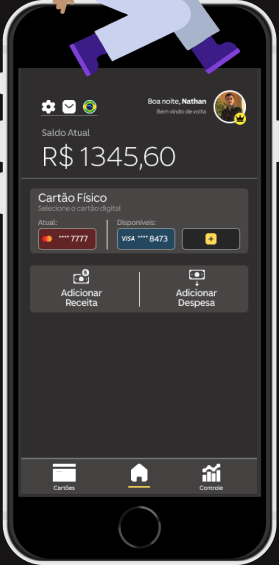 Boa noite, Nathan
Bem vindo de volta
Saldo Atual
R$ 1345,60
Cartão Físico
Selecione o cartão digital
Atual:
Disponíveis:
**** 7777
VISA **** 8473
Adicionar
Receita
Adicionar
Despesa
Cartões
Controle